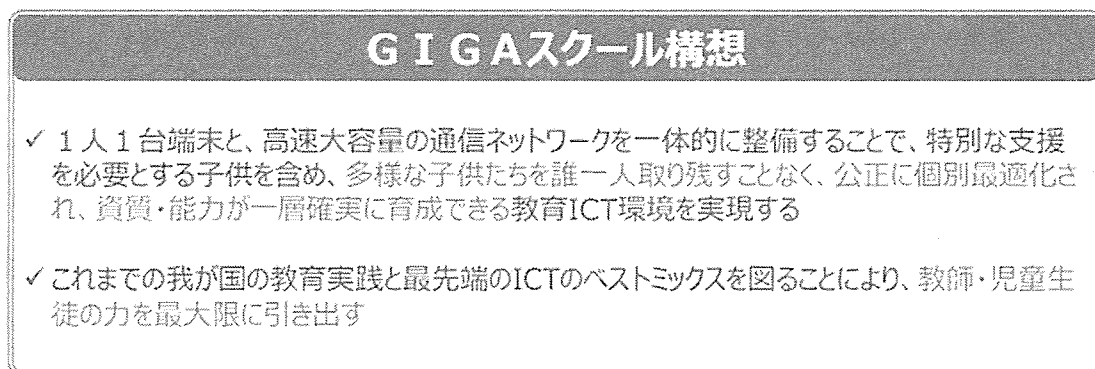 GIGAスクール構想
✓ 1人1台端末と、高速大容量の通信ネットワークを一体的に整備することで、特別な支援
を必要とする子供を含め、多様な子供たちを誰一人取り残すことなく、公正に個別最適化さ
れ、資質・能力が一層確実に育成できる教育ICT環境を実現する
✓ これまでの我が国の教育実践と最先端のICTのベストミックスを図ることにより、教師・児童生
徒の力を最大限に引き出す